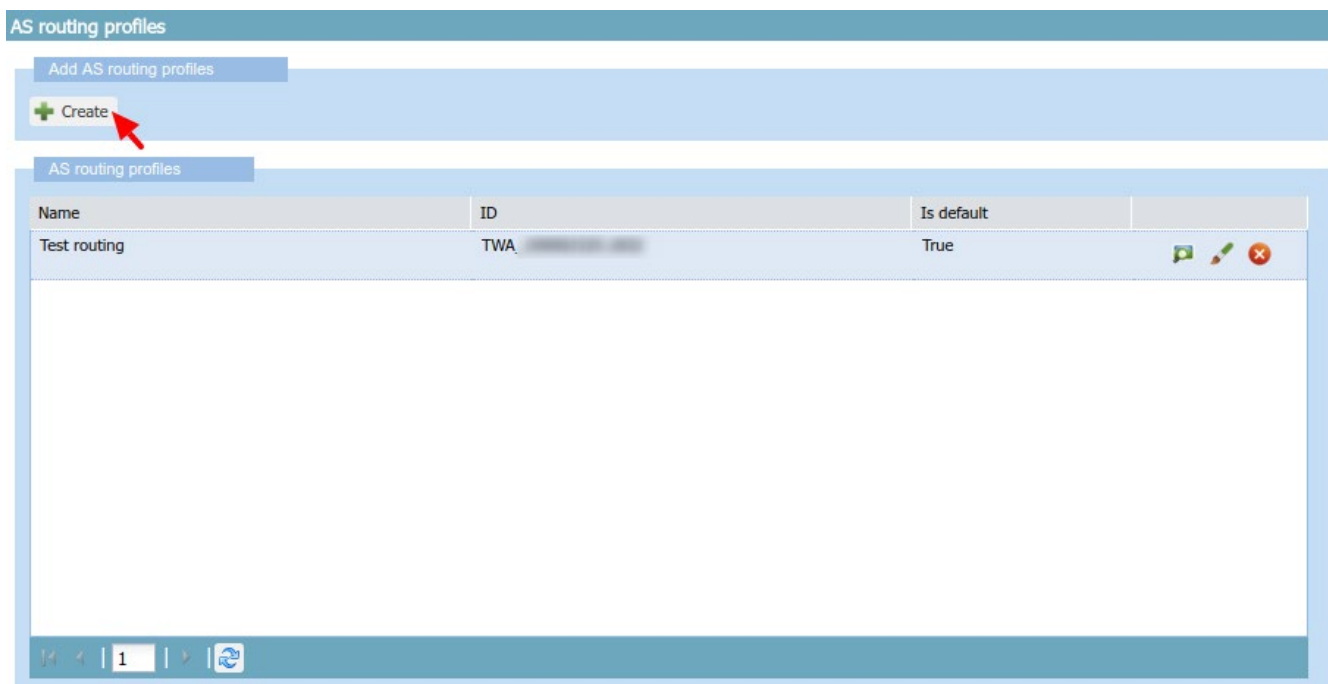 AS routing profiles
Add AS routing profiles
Create
AS routing profiles
Name ID Is default
Test routing TWA_ True
1